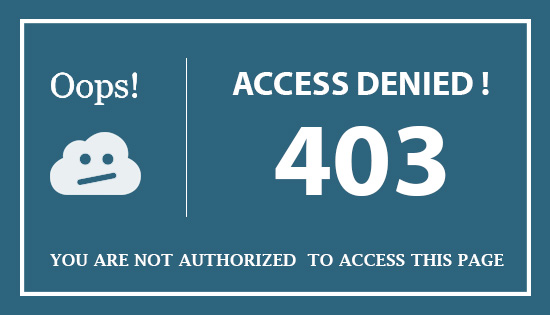 Oops!
ACCESS DENIED !
403
YOU ARE NOT AUTHORIZED  TO ACCESS THIS PAGE